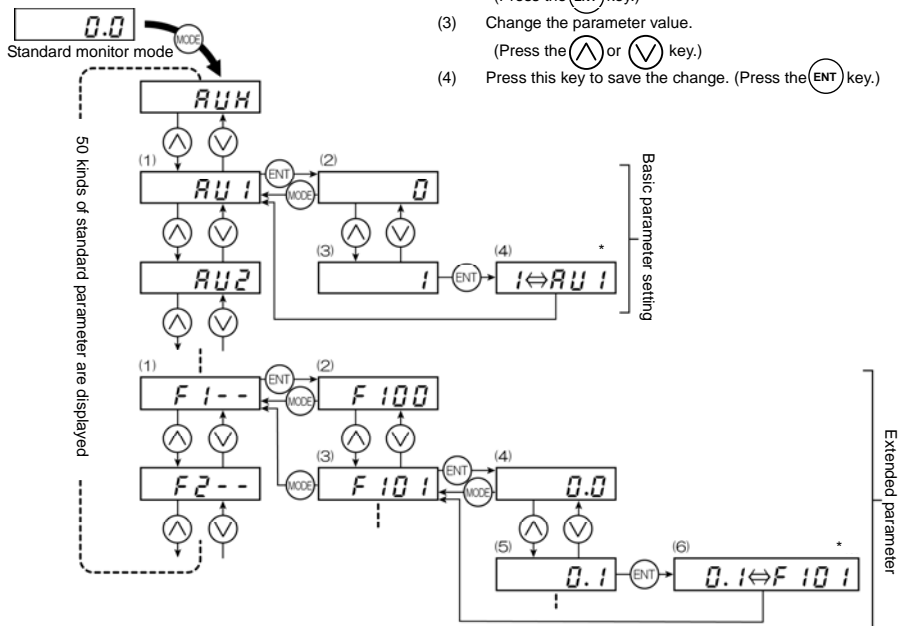 (Press the ENT key.)
0.0
Standard monitor mode
MODE
(3) Change the parameter value.
(Press the or key.)
(4) Press this key to save the change. (Press the ENT key.)
AUH
50 kinds of standard parameter are displayed
(1) ENT (2)
AU1 MODE 0
Basic parameter setting
(3) (4) *
AU2 1 ENT 1⇔AU1
(1) ENT (2)
F1-- MODE F100
Extended parameter
(3) ENT (4)
F2-- MODE F101 MODE 0.0
(5) (6) *
0.1 ENT 0.1⇔F101